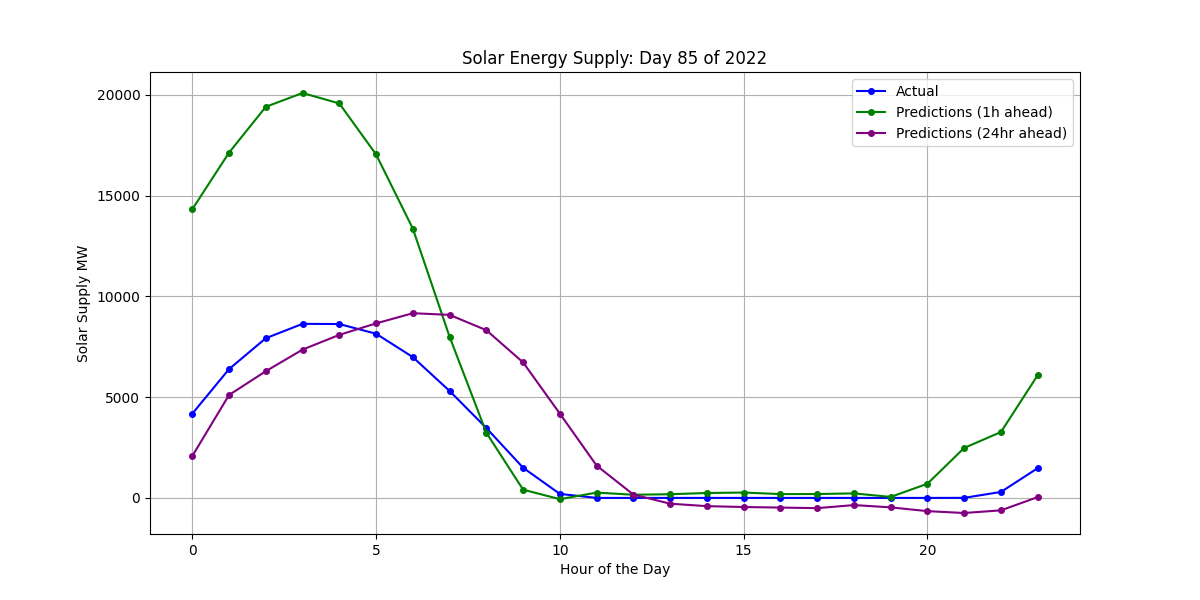 Solar Energy Supply: Day 85 of 2022
Actual
Predictions (1h ahead)
Predictions (24hr ahead)
20000
15000
10000
5000
0
Solar Supply MW
0 5 10 15 20
Hour of the Day